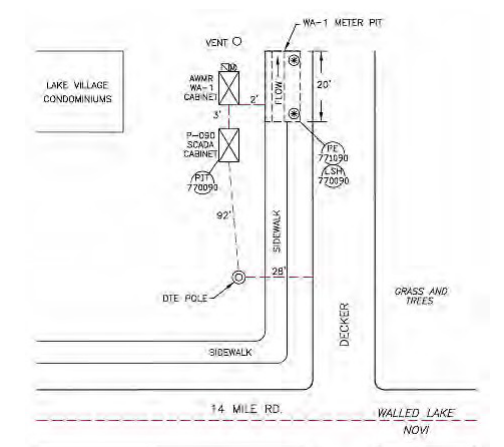 WA-1 METER PIT
VENT
LAKE VILLAGE
CONDOMINIUMS
AWMR
WA-1
CABINET
2'
FLOW
20'
3'
P-090
SCADA
CABINET
PIT
770090
PE
771090
LSH
770090
92'
SIDEWALK
28'
DTE POLE
GRASS AND
TREES
DECKER
SIDEWALK
14 MILE RD.
WALLED LAKE
NOVI